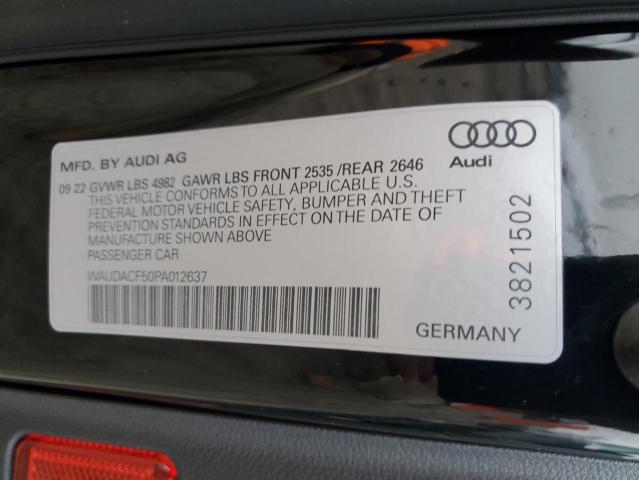 MFD. BY AUDI AG
09 22 GVWR LBS 4982 GAWR LBS FRONT 2535 /REAR 2646
THIS VEHICLE CONFORMS TO ALL APPLICABLE U.S.
FEDERAL MOTOR VEHICLE SAFETY, BUMPER AND THEFT
PREVENTION STANDARDS IN EFFECT ON THE DATE OF
MANUFACTURE SHOWN ABOVE
PASSENGER CAR
WAUDACF50PA012637
Audi
3821502
GERMANY